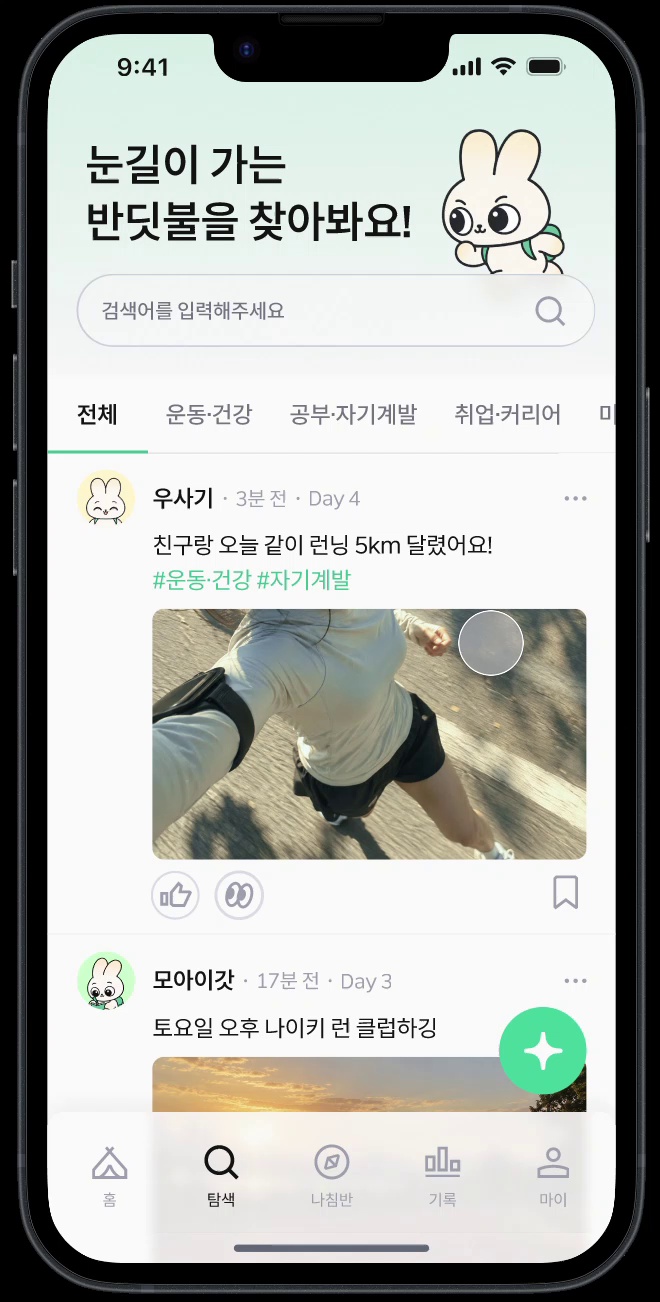 9:41
눈길이 가는
반딧불을 찾아봐요!
검색어를 입력해주세요
전체 운동·건강 공부·자기계발 취업·커리어
우사기 · 3분 전 · Day 4
친구랑 오늘 같이 런닝 5km 달렸어요!
#운동·건강 #자기계발
모아이갓 · 17분 전 · Day 3
토요일 오후 나이키 런 클럽하깅
홈 탐색 나침반 기록 마이